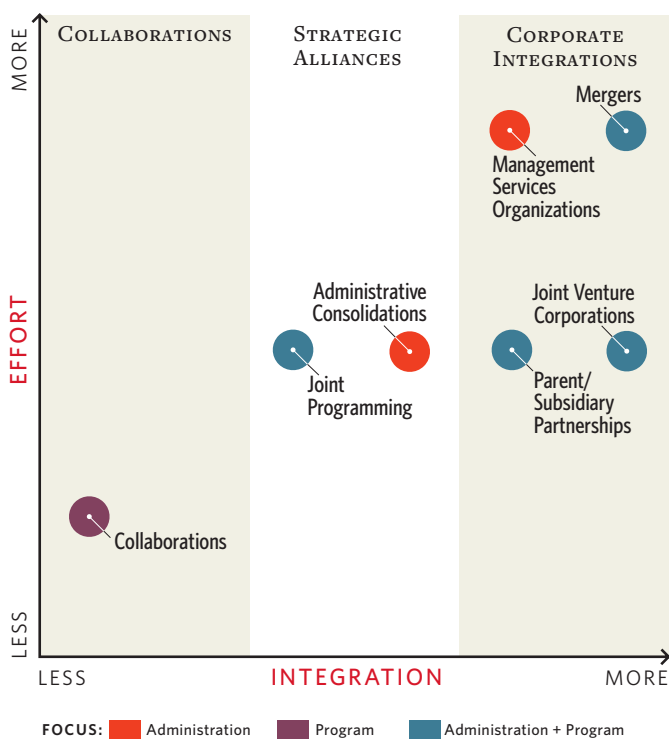 COLLABORATIONS
STRATEGIC
ALLIANCES
CORPORATE
INTEGRATIONS
MORE
EFFORT
LESS
Mergers
Management
Services
Organizations
Administrative
Consolidations
Joint
Programming
Joint Venture
Corporations
Parent/
Subsidiary
Partnerships
Collaborations
LESS
INTEGRATION
MORE
FOCUS: Administration Program Administration + Program